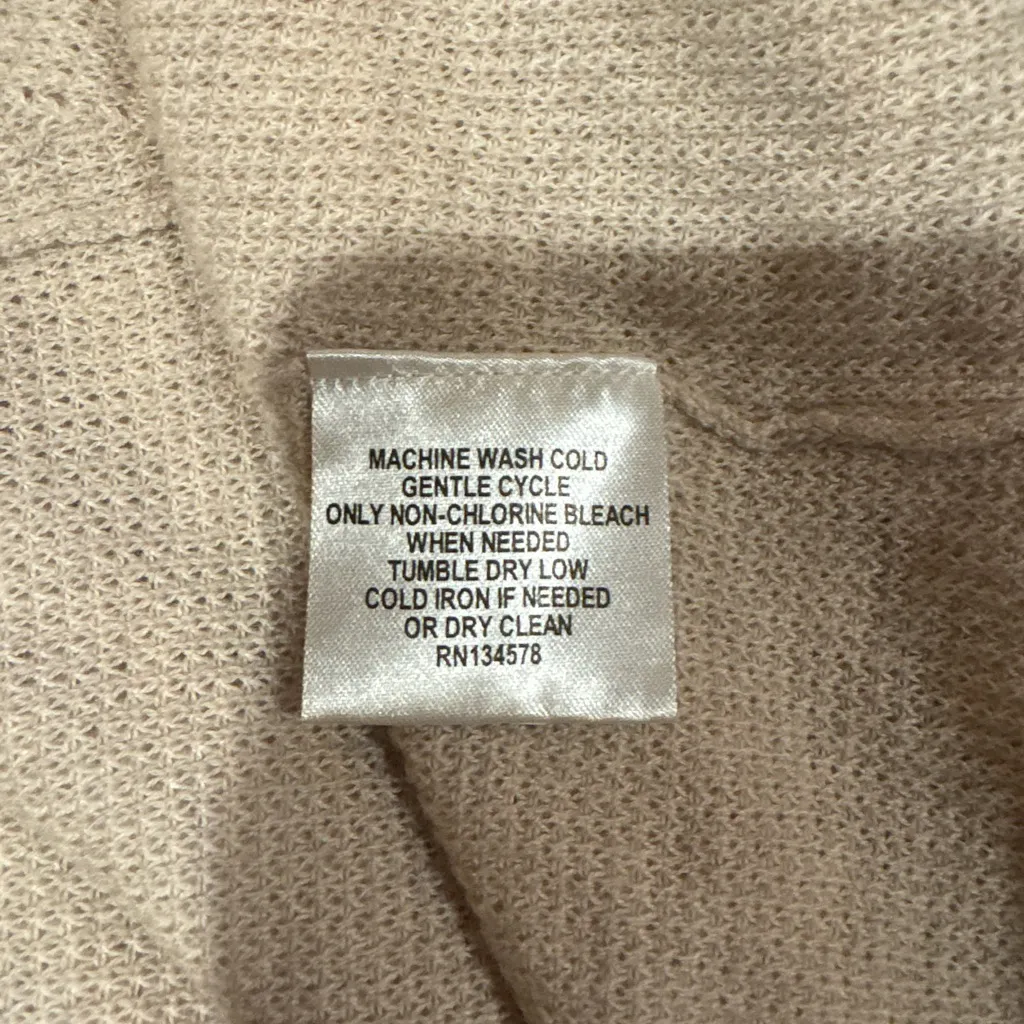 MACHINE WASH COLD
GENTLE CYCLE
ONLY NON-CHLORINE BLEACH
WHEN NEEDED
TUMBLE DRY LOW
COLD IRON IF NEEDED
OR DRY CLEAN
RN134578